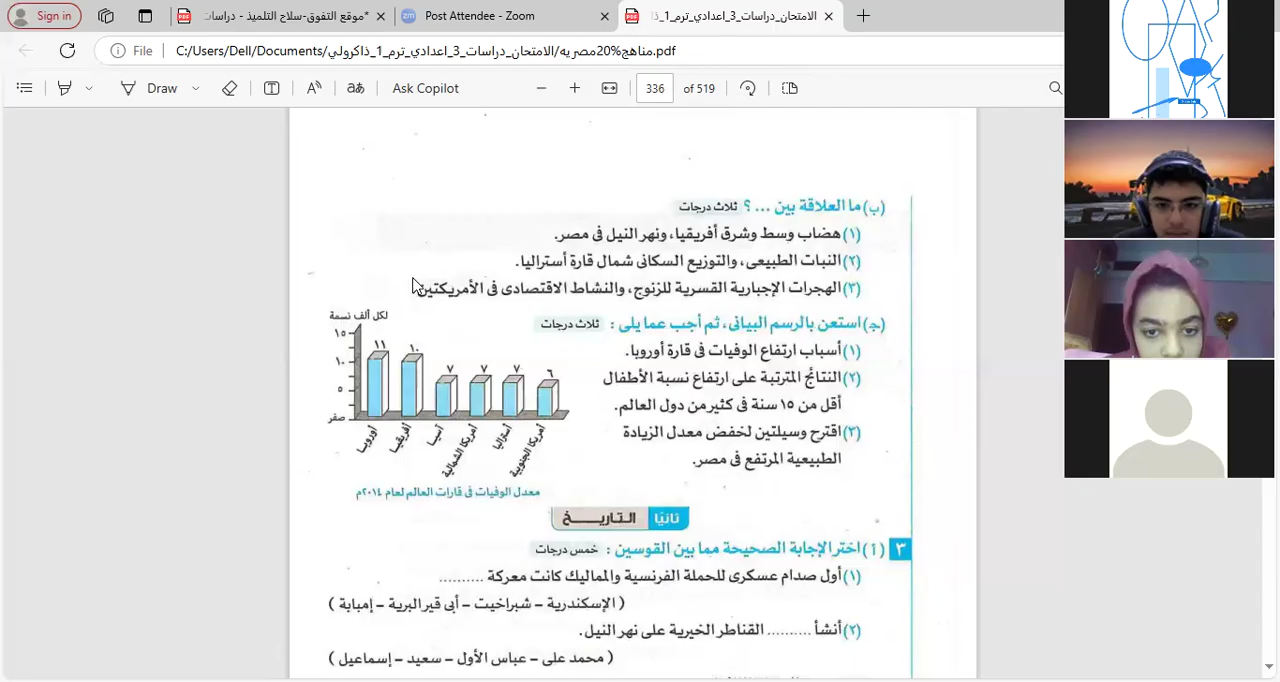 Sign in
*موقع التفوق-سلاح التلميذ - دراسات
Post Attendee - Zoom
الامتحان_دراسات_3_اعدادي_ترم_1_ذا
File
C:/Users/Dell/Documents/مناهج%20مصريه/الامتحان_دراسات_3_اعدادي_ترم_1_ذاكرولي.pdf
Draw
Ask Copilot
336
of 519
(ب) ما العلاقة بين ... ؟ ثلاث درجات
(١) هضاب وسط وشرق أفريقيا، ونهر النيل فى مصر.
(٢) النبات الطبيعى، والتوزيع السكانى شمال قارة أستراليا.
(٣) الهجرات الإجبارية القسرية للزنوج، والنشاط الاقتصادى فى الأمريكتين
(ج) استعن بالرسم البيانى، ثم أجب عما يلى : ثلاث درجات
(١) أسباب ارتفاع الوفيات فى قارة أوروبا.
(٢) النتائج المترتبة على ارتفاع نسبة الأطفال
أقل من ١٥ سنة فى كثير من دول العالم.
(٣) اقترح وسيلتين لخفض معدل الزيادة
الطبيعية المرتفع فى مصر.
لكل ألف نسمة
١٥
١٠
٥
صفر
١١
١٠
٧
٧
٧
٦
أوروبا
أفريقيا
آسيا
أمريكا الشمالية
أستراليا
أمريكا الجنوبية
معدل الوفيات فى قارات العالم لعام ٢٠١٤م
ثانيًا التاريخ
٣ (أ) اختر الإجابة الصحيحة مما بين القوسين : خمس درجات
(١) أول صدام عسكرى للحملة الفرنسية والمماليك كانت معركة ..........
( الإسكندرية – شبراخيت – أبى قير البرية – إمبابة )
(٢) أنشأ .......... القناطر الخيرية على نهر النيل.
( محمد على – عباس الأول – سعيد – إسماعيل )